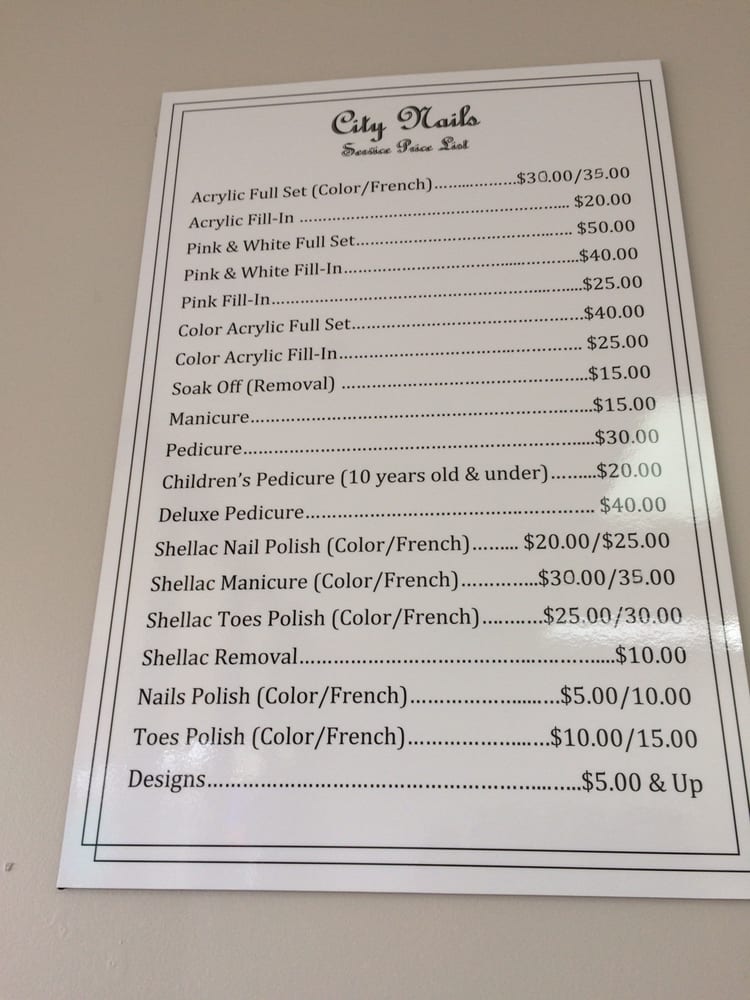 City Nails
Service Price List
Acrylic Full Set (Color/French)..................$30.00/35.00
Acrylic Fill-In ........................................................ $20.00
Pink & White Full Set............................................. $50.00
Pink & White Fill-In................................................$40.00
Pink Fill-In................................................................$25.00
Color Acrylic Full Set...............................................$40.00
Color Acrylic Fill-In................................................. $25.00
Soak Off (Removal) .................................................$15.00
Manicure....................................................................$15.00
Pedicure.....................................................................$30.00
Children's Pedicure (10 years old & under).........$20.00
Deluxe Pedicure........................................................ $40.00
Shellac Nail Polish (Color/French)........ $20.00/$25.00
Shellac Manicure (Color/French).............$30.00/35.00
Shellac Toes Polish (Color/French)...........$25.00/30.00
Shellac Removal.....................................................$10.00
Nails Polish (Color/French).........................$5.00/10.00
Toes Polish (Color/French).......................$10.00/15.00
Designs..............................................................$5.00 & Up